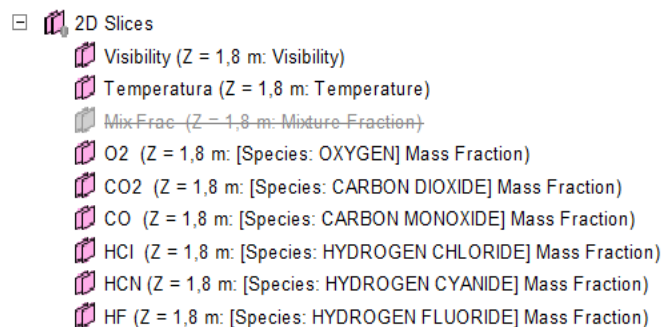 2D Slices
Visibility (Z = 1,8 m: Visibility)
Temperatura (Z = 1,8 m: Temperature)
Mix Frac (Z = 1,8 m: Mixture Fraction)
O2 (Z = 1,8 m: [Species: OXYGEN] Mass Fraction)
CO2 (Z = 1,8 m: [Species: CARBON DIOXIDE] Mass Fraction)
CO (Z = 1,8 m: [Species: CARBON MONOXIDE] Mass Fraction)
HCl (Z = 1,8 m: [Species: HYDROGEN CHLORIDE] Mass Fraction)
HCN (Z = 1,8 m: [Species: HYDROGEN CYANIDE] Mass Fraction)
HF (Z = 1,8 m: [Species: HYDROGEN FLUORIDE] Mass Fraction)